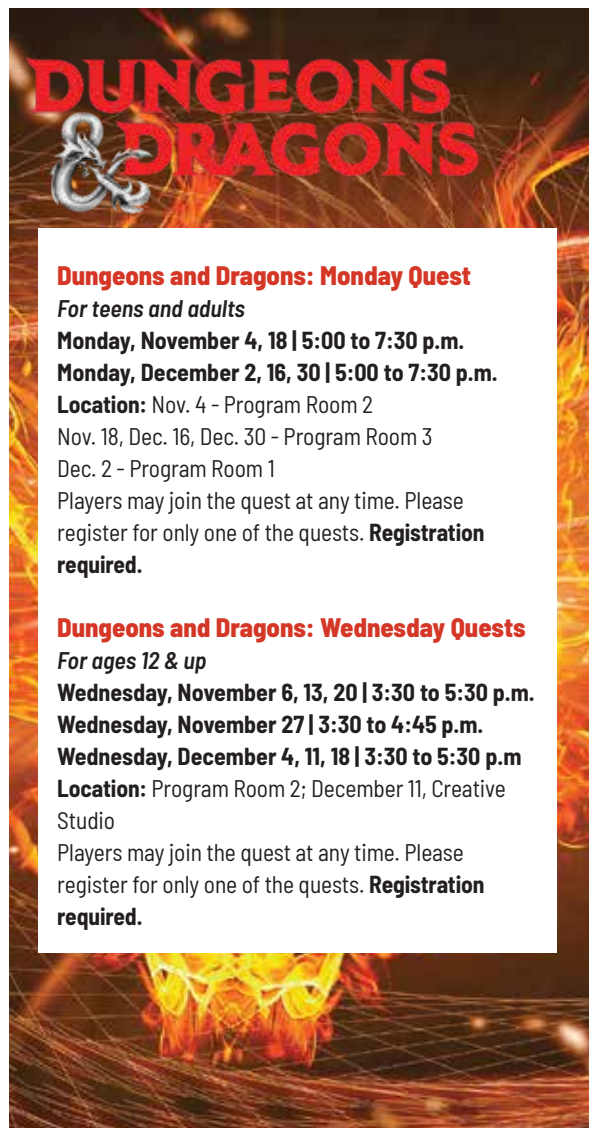 DUNGEONS
& DRAGONS
Dungeons and Dragons: Monday Quest
For teens and adults
Monday, November 4, 18 | 5:00 to 7:30 p.m.
Monday, December 2, 16, 30 | 5:00 to 7:30 p.m.
Location: Nov. 4 - Program Room 2
Nov. 18, Dec. 16, Dec. 30 - Program Room 3
Dec. 2 - Program Room 1
Players may join the quest at any time. Please
register for only one of the quests. Registration
required.
Dungeons and Dragons: Wednesday Quests
For ages 12 & up
Wednesday, November 6, 13, 20 | 3:30 to 5:30 p.m.
Wednesday, November 27 | 3:30 to 4:45 p.m.
Wednesday, December 4, 11, 18 | 3:30 to 5:30 p.m
Location: Program Room 2; December 11, Creative
Studio
Players may join the quest at any time. Please
register for only one of the quests. Registration
required.